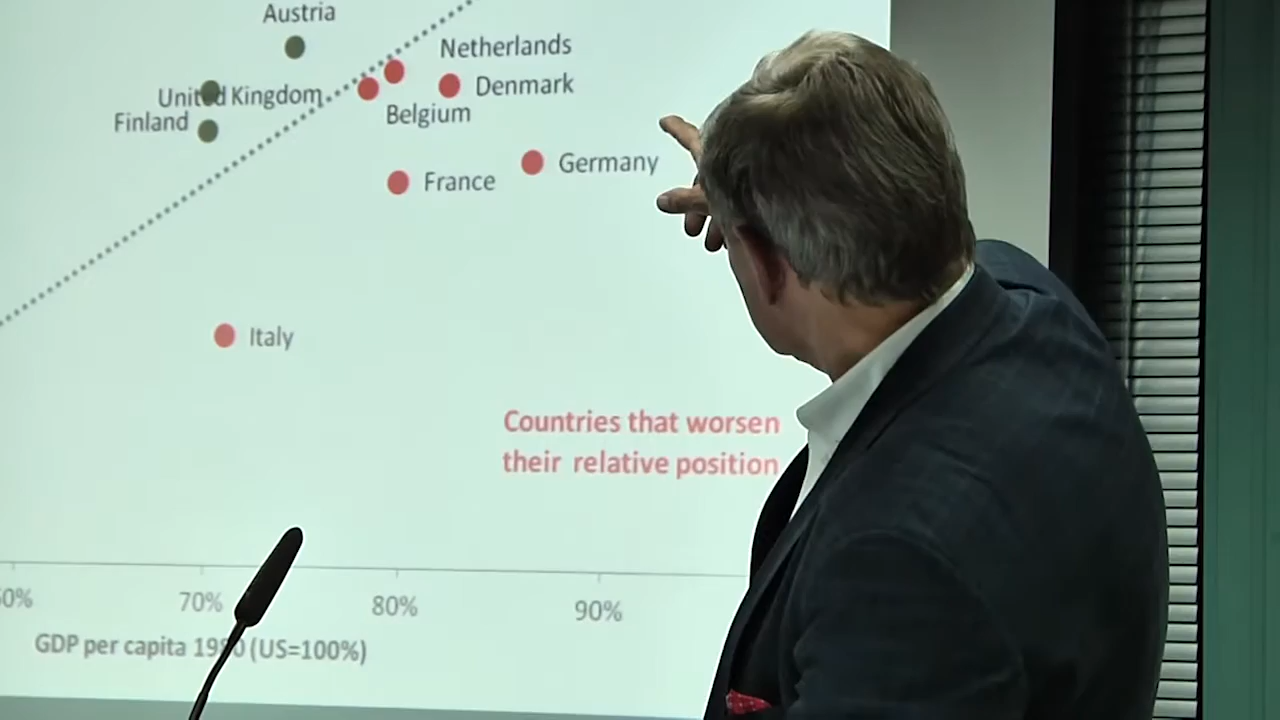 Austria
Netherlands
United Kingdom
Denmark
Finland
Belgium
Germany
France
Italy
Countries that worsen
their relative position
70%
80%
90%
GDP per capita (US=100%)